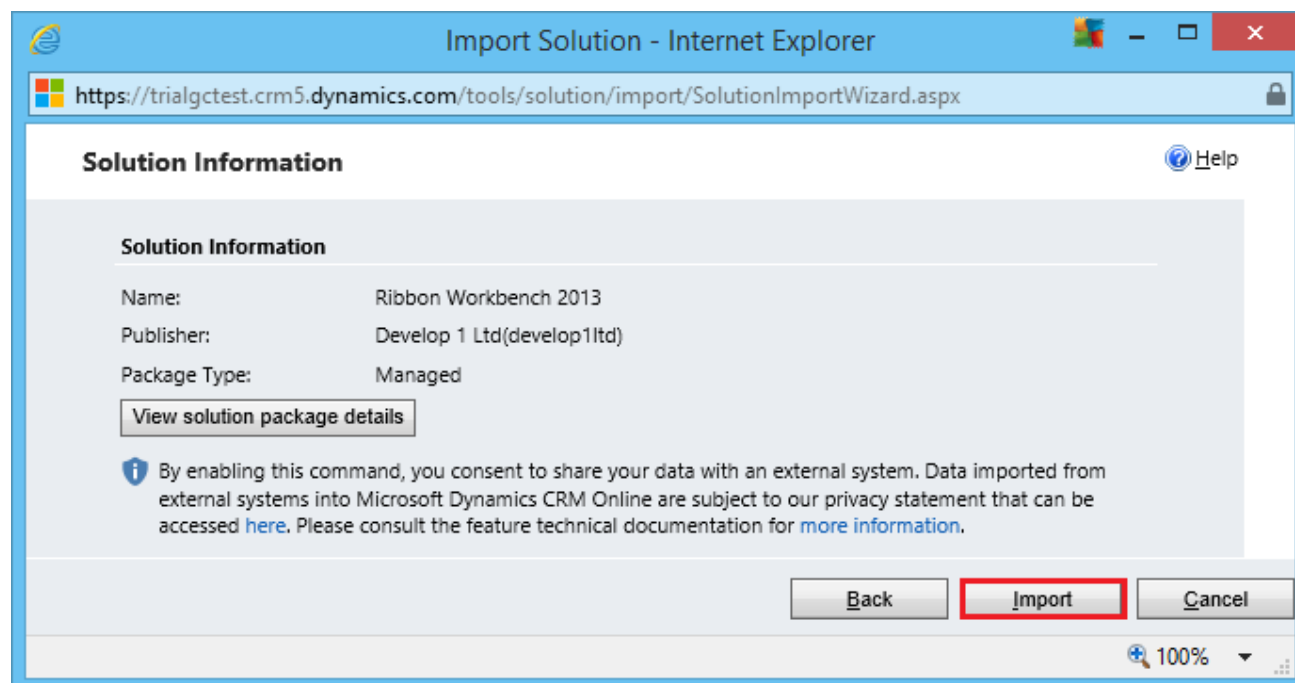 Import Solution - Internet Explorer
https://trialgctest.crm5.dynamics.com/tools/solution/import/SolutionImportWizard.aspx
Solution Information
Help
Solution Information
Name: Ribbon Workbench 2013
Publisher: Develop 1 Ltd(develop1ltd)
Package Type: Managed
View solution package details
By enabling this command, you consent to share your data with an external system. Data imported from
external systems into Microsoft Dynamics CRM Online are subject to our privacy statement that can be
accessed here. Please consult the feature technical documentation for more information.
Back Import Cancel
100%